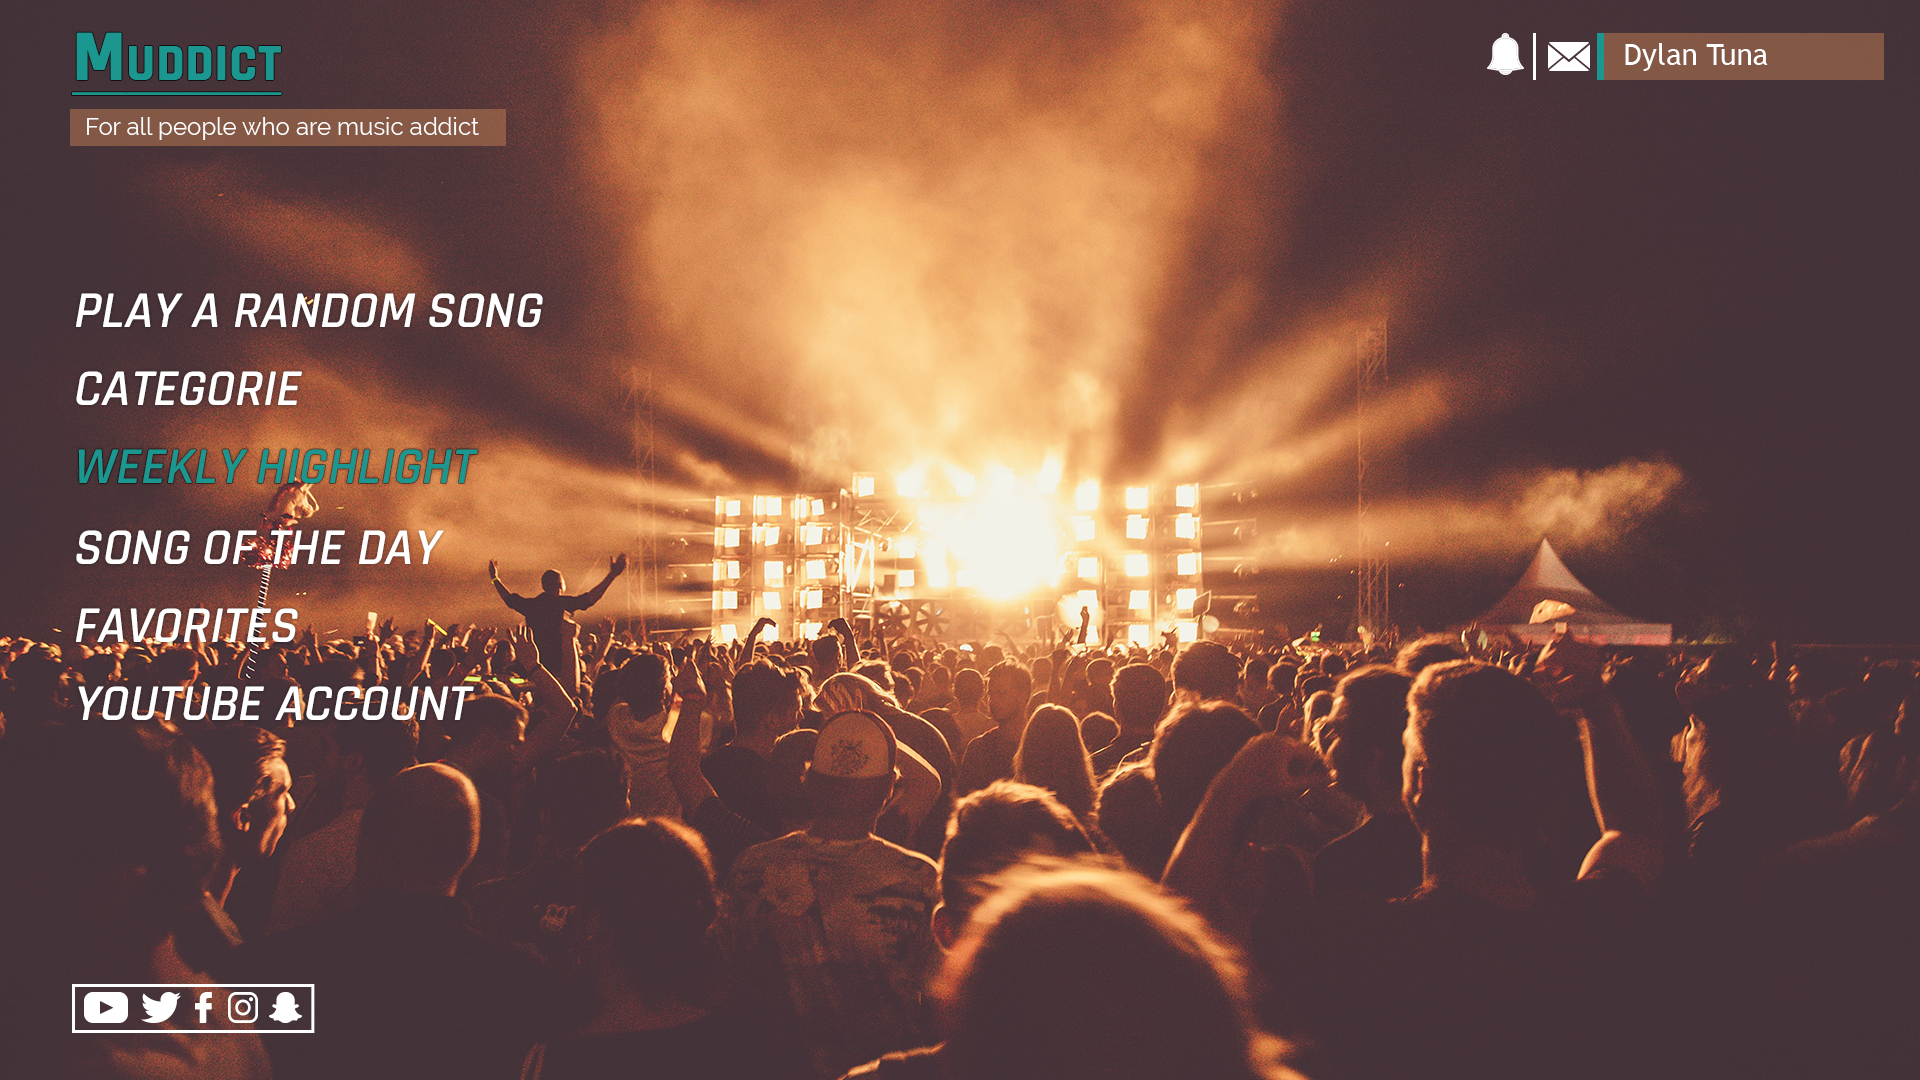 MUDDICT
For all people who are music addict
Dylan Tuna
PLAY A RANDOM SONG
CATEGORIE
WEEKLY HIGHLIGHT
SONG OF THE DAY
FAVORITES
YOUTUBE ACCOUNT